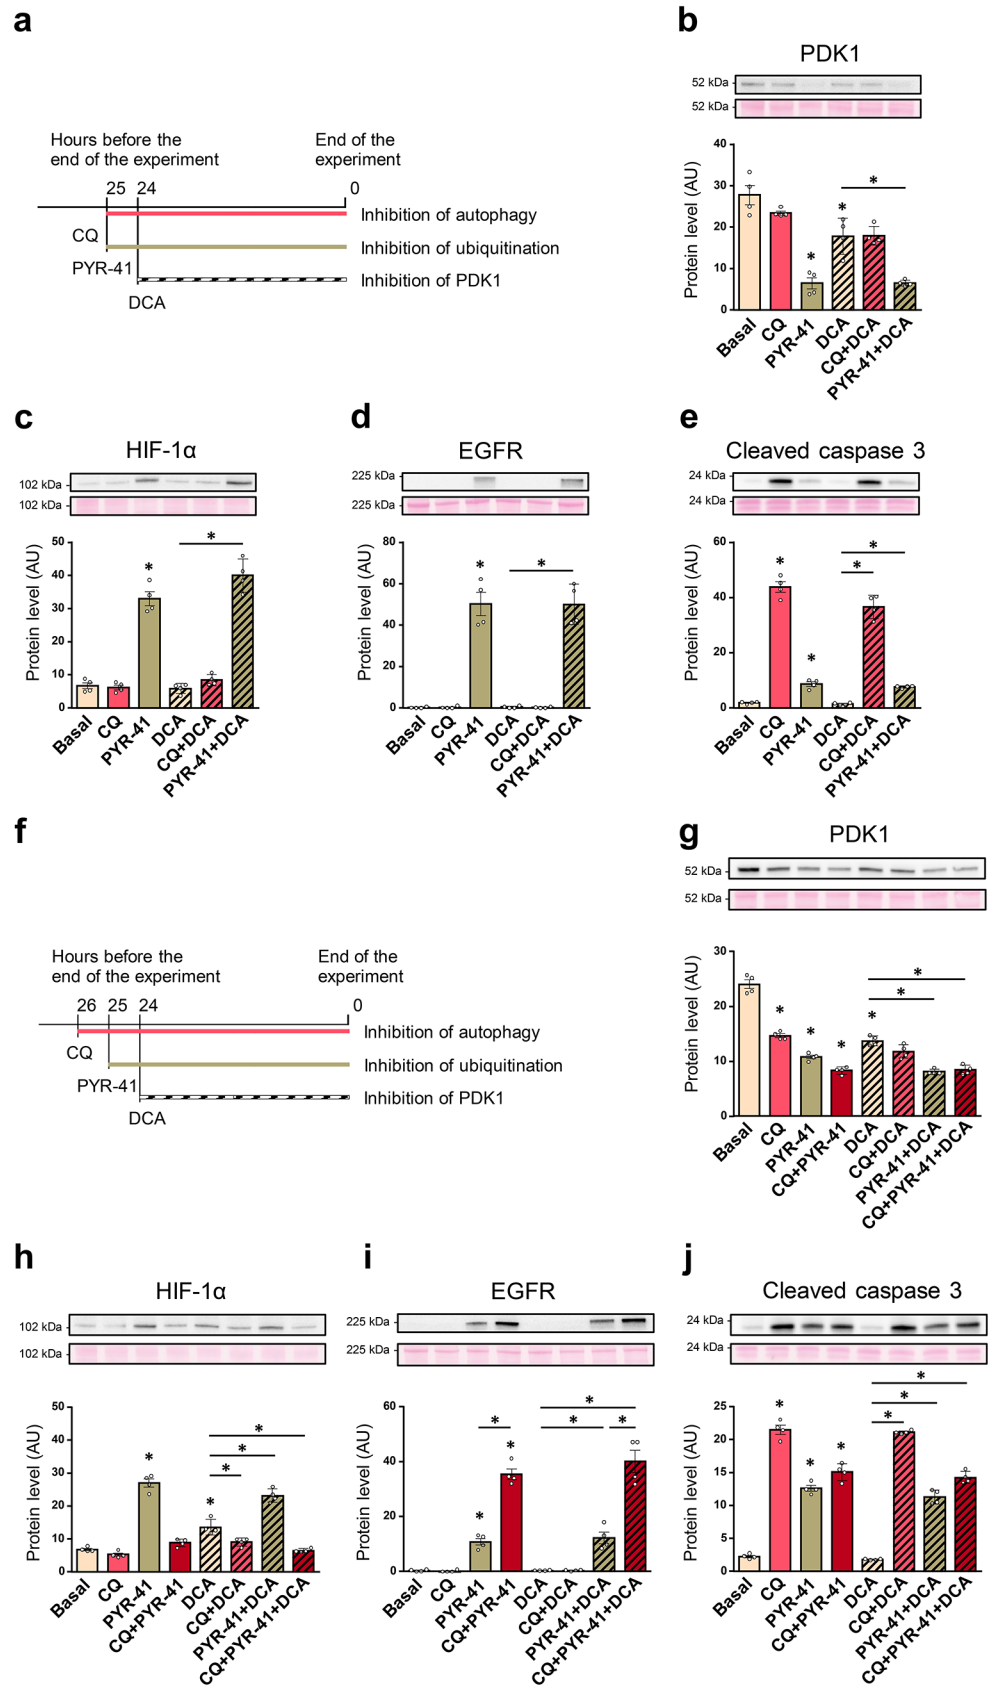 a
Hours before the
end of the experiment
End of the
experiment
25 24
0
Inhibition of autophagy
CQ
Inhibition of ubiquitination
PYR-41
Inhibition of PDK1
DCA
b
PDK1
52 kDa
52 kDa
Protein level (AU)
40
30
20
10
0
* * * *
Basal CQ PYR-41 DCA CQ+DCA PYR-41+DCA
c
HIF-1α
102 kDa
102 kDa
Protein level (AU)
50
40
30
20
10
0
* *
Basal CQ PYR-41 DCA CQ+DCA PYR-41+DCA
d
EGFR
225 kDa
225 kDa
Protein level (AU)
80
60
40
20
0
* *
Basal CQ PYR-41 DCA CQ+DCA PYR-41+DCA
e
Cleaved caspase 3
24 kDa
24 kDa
Protein level (AU)
60
40
20
0
* * * *
Basal CQ PYR-41 DCA CQ+DCA PYR-41+DCA
f
Hours before the
end of the experiment
End of the
experiment
26 25 24
0
Inhibition of autophagy
CQ
Inhibition of ubiquitination
PYR-41
Inhibition of PDK1
DCA
g
PDK1
52 kDa
52 kDa
Protein level (AU)
30
20
10
0
* * * * * *
Basal CQ PYR-41 CQ+PYR-41 DCA CQ+DCA PYR-41+DCA CQ+PYR-41+DCA
h
HIF-1α
102 kDa
102 kDa
Protein level (AU)
50
40
30
20
10
0
* * * * *
Basal CQ PYR-41 CQ+PYR-41 DCA CQ+DCA PYR-41+DCA CQ+PYR-41+DCA
i
EGFR
225 kDa
225 kDa
Protein level (AU)
60
40
20
0
* * * * * *
Basal CQ PYR-41 CQ+PYR-41 DCA CQ+DCA PYR-41+DCA CQ+PYR-41+DCA
j
Cleaved caspase 3
24 kDa
24 kDa
Protein level (AU)
25
20
15
10
5
0
* * * * * *
Basal CQ PYR-41 CQ+PYR-41 DCA CQ+DCA PYR-41+DCA CQ+PYR-41+DCA